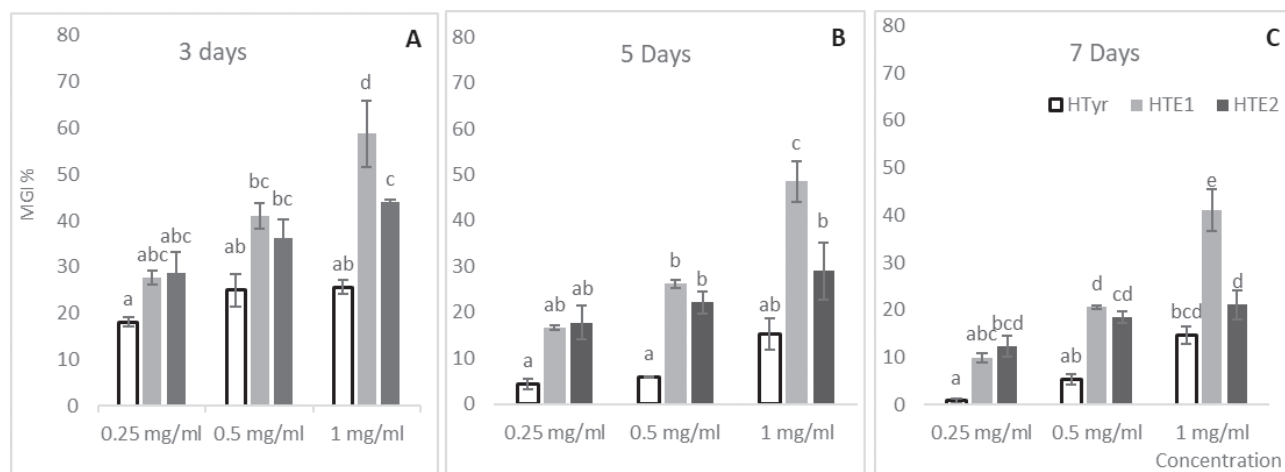 A
3 days
MGI %
80
70
60
50
40
30
20
10
0
a
abc
abc
ab
bc
bc
ab
d
c
0.25 mg/ml 0.5 mg/ml 1 mg/ml
B
5 Days
80
70
60
50
40
30
20
10
0
a
ab
ab
a
b
b
ab
c
b
0.25 mg/ml 0.5 mg/ml 1 mg/ml
C
7 Days
HTyr HTE1 HTE2
80
70
60
50
40
30
20
10
0
a
abc
bcd
ab
d
cd
bcd
e
d
0.25 mg/ml 0.5 mg/ml 1 mg/ml
Concentration